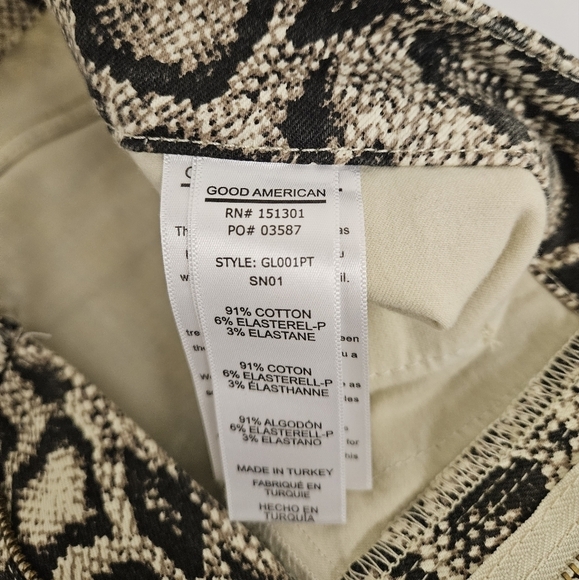 GOOD AMERICAN
RN# 151301
PO# 03587
STYLE: GL001PT
SN01
91% COTTON
6% ELASTEREL-P
3% ELASTANE
91% COTON
6% ELASTERELL-P
3% ÉLASTHANNE
91% ALGODÓN
6% ELASTERELL-P
3% ELASTANO
MADE IN TURKEY
FABRIQUÉ EN
TURQUIE
HECHO EN
TURQUÍA